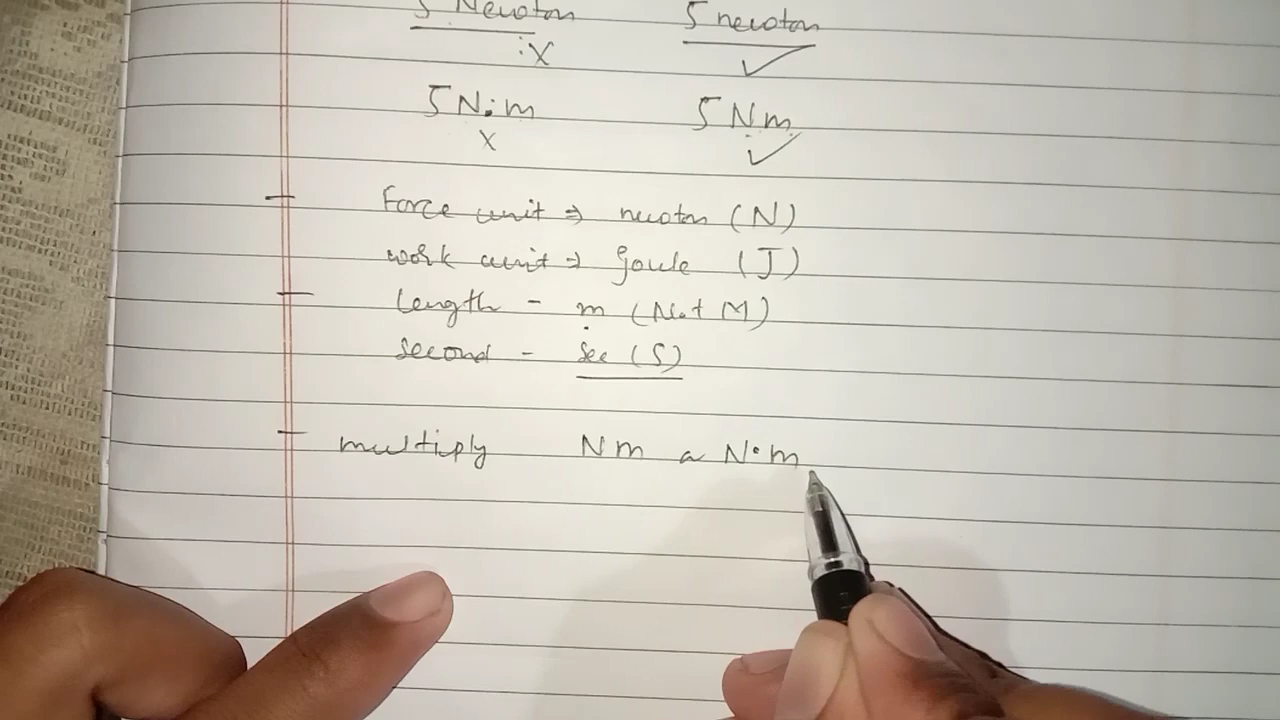 5 Newton 5 newton
X ✓
5 N.m 5 Nm
X ✓
Force unit ⇒ newton (N)
work unit ⇒ joule (J)
length - m (Not M)
second - sec (S)
multiply Nm a N·m